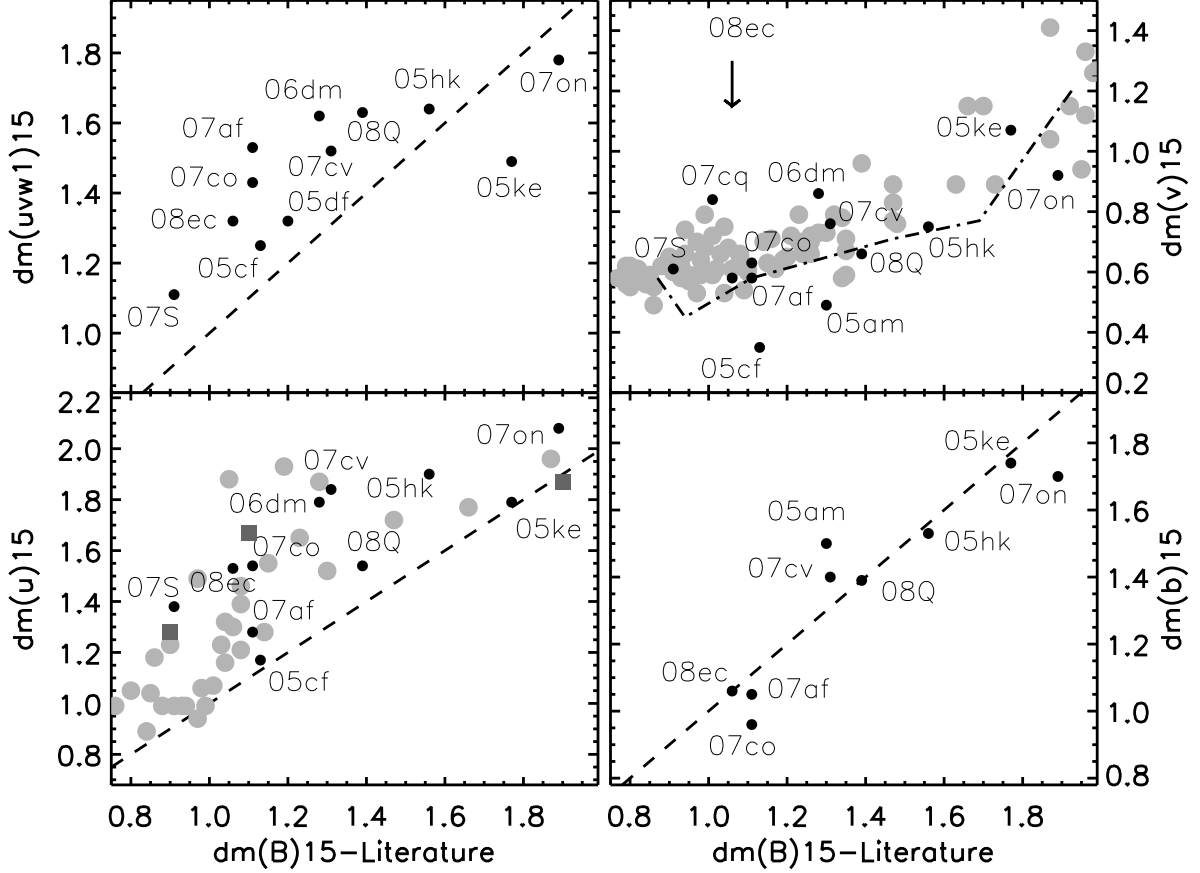 dm(uvw1)15
1.8
1.6
1.4
1.2
1.0
05hk
07on
06dm
07af
08Q
07cv
07co
05ke
05df
08ec
05cf
07S
08ec
05ke
07cq
06dm
07on
07cv
07S
07co
05hk
08Q
07af
05am
05cf
1.4
1.2
1.0
0.8
0.6
0.4
0.2
dm(v)15
dm(u)15
2.2
2.0
1.8
1.6
1.4
1.2
1.0
0.8
07on
07cv
05hk
06dm
05ke
07co
08Q
07S
08ec
07af
05cf
05ke
07on
05am
05hk
07cv
08Q
08ec
07af
07co
1.8
1.6
1.4
1.2
1.0
0.8
dm(b)15
0.8 1.0 1.2 1.4 1.6 1.8
dm(B)15-Literature
0.8 1.0 1.2 1.4 1.6 1.8
dm(B)15-Literature